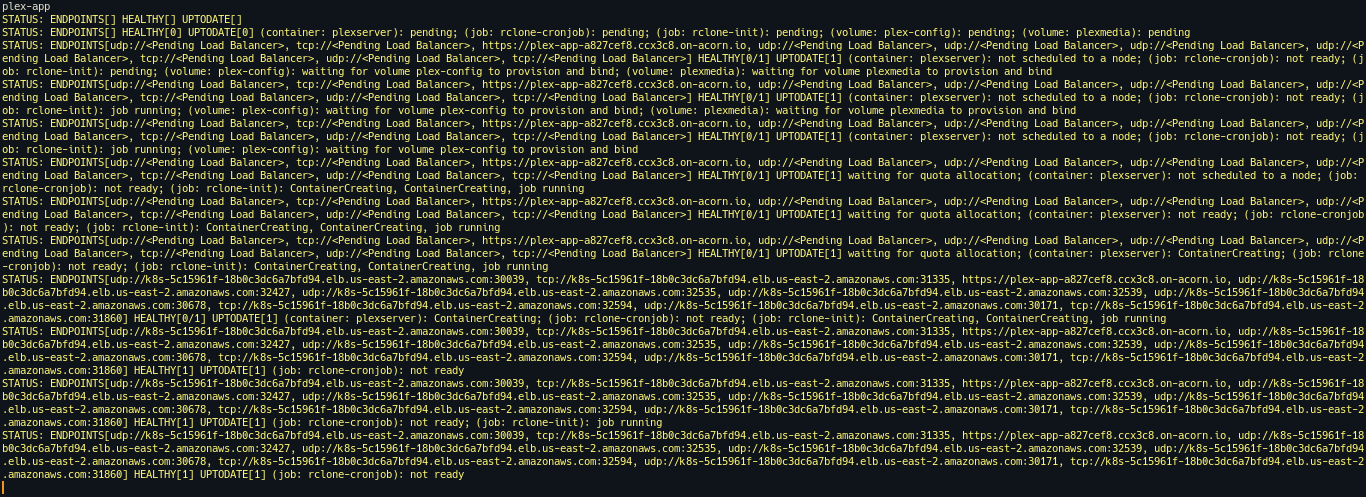 plex-app
STATUS: ENDPOINTS[] HEALTHY[] UPTODATE[]
STATUS: ENDPOINTS[] HEALTHY[0] UPTODATE[0] (container: plexserver): pending; (job: rclone-cronjob): pending; (job: rclone-init): pending; (volume: plex-config): pending; (volume: plexmedia): pending
STATUS: ENDPOINTS[udp://<Pending Load Balancer>, tcp://<Pending Load Balancer>, https://plex-app-a827cef8.ccx3c8.on-acorn.io, udp://<Pending Load Balancer>, udp://<Pending Load Balancer>, udp://<P
ending Load Balancer>, tcp://<Pending Load Balancer>, udp://<Pending Load Balancer>, tcp://<Pending Load Balancer>] HEALTHY[0/1] UPTODATE[1] (container: plexserver): not scheduled to a node; (job: rclone-cronjob): not ready; (j
ob: rclone-init): pending; (volume: plex-config): waiting for volume plex-config to provision and bind; (volume: plexmedia): waiting for volume plexmedia to provision and bind
STATUS: ENDPOINTS[udp://<Pending Load Balancer>, tcp://<Pending Load Balancer>, https://plex-app-a827cef8.ccx3c8.on-acorn.io, udp://<Pending Load Balancer>, udp://<Pending Load Balancer>, udp://<P
ending Load Balancer>, tcp://<Pending Load Balancer>, udp://<Pending Load Balancer>, tcp://<Pending Load Balancer>] HEALTHY[0/1] UPTODATE[1] (container: plexserver): not scheduled to a node; (job: rclone-cronjob): not ready; (j
ob: rclone-init): job running; (volume: plex-config): waiting for volume plex-config to provision and bind; (volume: plexmedia): waiting for volume plexmedia to provision and bind
STATUS: ENDPOINTS[udp://<Pending Load Balancer>, tcp://<Pending Load Balancer>, https://plex-app-a827cef8.ccx3c8.on-acorn.io, udp://<Pending Load Balancer>, udp://<Pending Load Balancer>, udp://<P
ending Load Balancer>, tcp://<Pending Load Balancer>, udp://<Pending Load Balancer>, tcp://<Pending Load Balancer>] HEALTHY[0/1] UPTODATE[1] (container: plexserver): not scheduled to a node; (job: rclone-cronjob): not ready; (j
ob: rclone-init): job running; (volume: plex-config): waiting for volume plex-config to provision and bind
STATUS: ENDPOINTS[udp://<Pending Load Balancer>, tcp://<Pending Load Balancer>, https://plex-app-a827cef8.ccx3c8.on-acorn.io, udp://<Pending Load Balancer>, udp://<Pending Load Balancer>, udp://<P
ending Load Balancer>, tcp://<Pending Load Balancer>, udp://<Pending Load Balancer>, tcp://<Pending Load Balancer>] HEALTHY[0/1] UPTODATE[1] waiting for quota allocation; (container: plexserver): not scheduled to a node; (job:
rclone-cronjob): not ready; (job: rclone-init): ContainerCreating, ContainerCreating, job running
STATUS: ENDPOINTS[udp://<Pending Load Balancer>, tcp://<Pending Load Balancer>, https://plex-app-a827cef8.ccx3c8.on-acorn.io, udp://<Pending Load Balancer>, udp://<Pending Load Balancer>, udp://<P
ending Load Balancer>, tcp://<Pending Load Balancer>, udp://<Pending Load Balancer>, tcp://<Pending Load Balancer>] HEALTHY[0/1] UPTODATE[1] waiting for quota allocation; (container: plexserver): not ready; (job: rclone-cronjob
): not ready; (job: rclone-init): ContainerCreating, ContainerCreating, job running
STATUS: ENDPOINTS[udp://<Pending Load Balancer>, tcp://<Pending Load Balancer>, https://plex-app-a827cef8.ccx3c8.on-acorn.io, udp://<Pending Load Balancer>, udp://<Pending Load Balancer>, udp://<P
ending Load Balancer>, tcp://<Pending Load Balancer>, udp://<Pending Load Balancer>, tcp://<Pending Load Balancer>] HEALTHY[0/1] UPTODATE[1] waiting for quota allocation; (container: plexserver): ContainerCreating; (job: rclone
-cronjob): not ready; (job: rclone-init): ContainerCreating, ContainerCreating, job running
STATUS: ENDPOINTS[udp://k8s-5c15961f-18b0c3dc6a7bfd94.elb.us-east-2.amazonaws.com:30039, tcp://k8s-5c15961f-18b0c3dc6a7bfd94.elb.us-east-2.amazonaws.com:31335, https://plex-app-a827cef8.ccx3c8.on-acorn.io, udp://k8s-5c15961f-18
b0c3dc6a7bfd94.elb.us-east-2.amazonaws.com:32427, udp://k8s-5c15961f-18b0c3dc6a7bfd94.elb.us-east-2.amazonaws.com:32535, udp://k8s-5c15961f-18b0c3dc6a7bfd94.elb.us-east-2.amazonaws.com:32539, udp://k8s-5c15961f-18b0c3dc6a7bfd94
.elb.us-east-2.amazonaws.com:30678, tcp://k8s-5c15961f-18b0c3dc6a7bfd94.elb.us-east-2.amazonaws.com:32594, udp://k8s-5c15961f-18b0c3dc6a7bfd94.elb.us-east-2.amazonaws.com:30171, tcp://k8s-5c15961f-18b0c3dc6a7bfd94.elb.us-east-2
.amazonaws.com:31860] HEALTHY[0/1] UPTODATE[1] (container: plexserver): ContainerCreating; (job: rclone-cronjob): not ready; (job: rclone-init): ContainerCreating, ContainerCreating, job running
STATUS: ENDPOINTS[udp://k8s-5c15961f-18b0c3dc6a7bfd94.elb.us-east-2.amazonaws.com:30039, tcp://k8s-5c15961f-18b0c3dc6a7bfd94.elb.us-east-2.amazonaws.com:31335, https://plex-app-a827cef8.ccx3c8.on-acorn.io, udp://k8s-5c15961f-18
b0c3dc6a7bfd94.elb.us-east-2.amazonaws.com:32427, udp://k8s-5c15961f-18b0c3dc6a7bfd94.elb.us-east-2.amazonaws.com:32535, udp://k8s-5c15961f-18b0c3dc6a7bfd94.elb.us-east-2.amazonaws.com:32539, udp://k8s-5c15961f-18b0c3dc6a7bfd94
.elb.us-east-2.amazonaws.com:30678, tcp://k8s-5c15961f-18b0c3dc6a7bfd94.elb.us-east-2.amazonaws.com:32594, udp://k8s-5c15961f-18b0c3dc6a7bfd94.elb.us-east-2.amazonaws.com:30171, tcp://k8s-5c15961f-18b0c3dc6a7bfd94.elb.us-east-2
.amazonaws.com:31860] HEALTHY[1] UPTODATE[1] (job: rclone-cronjob): not ready
STATUS: ENDPOINTS[udp://k8s-5c15961f-18b0c3dc6a7bfd94.elb.us-east-2.amazonaws.com:30039, tcp://k8s-5c15961f-18b0c3dc6a7bfd94.elb.us-east-2.amazonaws.com:31335, https://plex-app-a827cef8.ccx3c8.on-acorn.io, udp://k8s-5c15961f-18
b0c3dc6a7bfd94.elb.us-east-2.amazonaws.com:32427, udp://k8s-5c15961f-18b0c3dc6a7bfd94.elb.us-east-2.amazonaws.com:32535, udp://k8s-5c15961f-18b0c3dc6a7bfd94.elb.us-east-2.amazonaws.com:32539, udp://k8s-5c15961f-18b0c3dc6a7bfd94
.elb.us-east-2.amazonaws.com:30678, tcp://k8s-5c15961f-18b0c3dc6a7bfd94.elb.us-east-2.amazonaws.com:32594, udp://k8s-5c15961f-18b0c3dc6a7bfd94.elb.us-east-2.amazonaws.com:30171, tcp://k8s-5c15961f-18b0c3dc6a7bfd94.elb.us-east-2
.amazonaws.com:31860] HEALTHY[1] UPTODATE[1] (job: rclone-cronjob): not ready; (job: rclone-init): job running
STATUS: ENDPOINTS[udp://k8s-5c15961f-18b0c3dc6a7bfd94.elb.us-east-2.amazonaws.com:30039, tcp://k8s-5c15961f-18b0c3dc6a7bfd94.elb.us-east-2.amazonaws.com:31335, https://plex-app-a827cef8.ccx3c8.on-acorn.io, udp://k8s-5c15961f-18
b0c3dc6a7bfd94.elb.us-east-2.amazonaws.com:32427, udp://k8s-5c15961f-18b0c3dc6a7bfd94.elb.us-east-2.amazonaws.com:32535, udp://k8s-5c15961f-18b0c3dc6a7bfd94.elb.us-east-2.amazonaws.com:32539, udp://k8s-5c15961f-18b0c3dc6a7bfd94
.elb.us-east-2.amazonaws.com:30678, tcp://k8s-5c15961f-18b0c3dc6a7bfd94.elb.us-east-2.amazonaws.com:32594, udp://k8s-5c15961f-18b0c3dc6a7bfd94.elb.us-east-2.amazonaws.com:30171, tcp://k8s-5c15961f-18b0c3dc6a7bfd94.elb.us-east-2
.amazonaws.com:31860] HEALTHY[1] UPTODATE[1] (job: rclone-cronjob): not ready